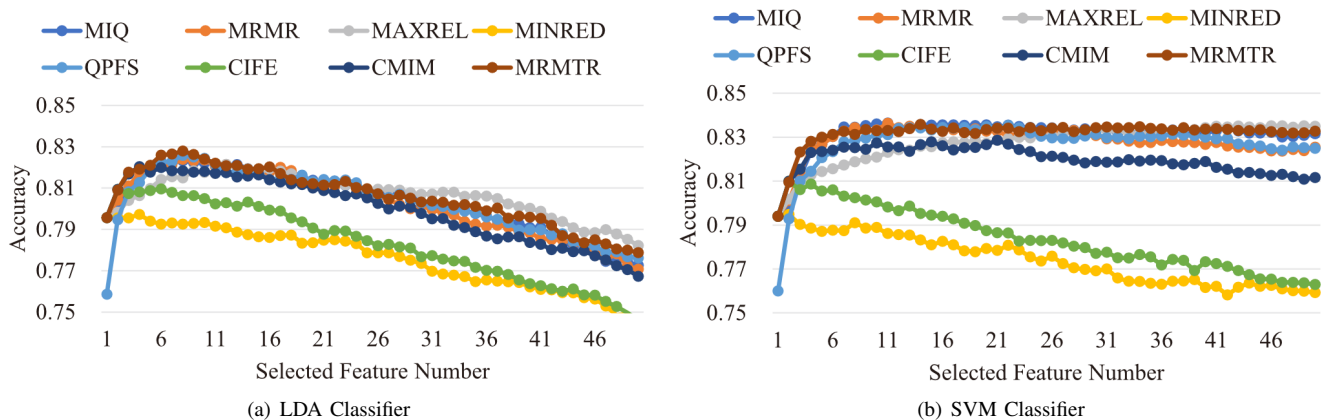 MIQ MRMR MAXREL MINRED
QPFS CIFE CMIM MRMTR
0.85
0.83
0.81
0.79
0.77
0.75
Accuracy
1 6 11 16 21 26 31 36 41 46
Selected Feature Number
(a) LDA Classifier
MIQ MRMR MAXREL MINRED
QPFS CIFE CMIM MRMTR
0.85
0.83
0.81
0.79
0.77
0.75
Accuracy
1 6 11 16 21 26 31 36 41 46
Selected Feature Number
(b) SVM Classifier